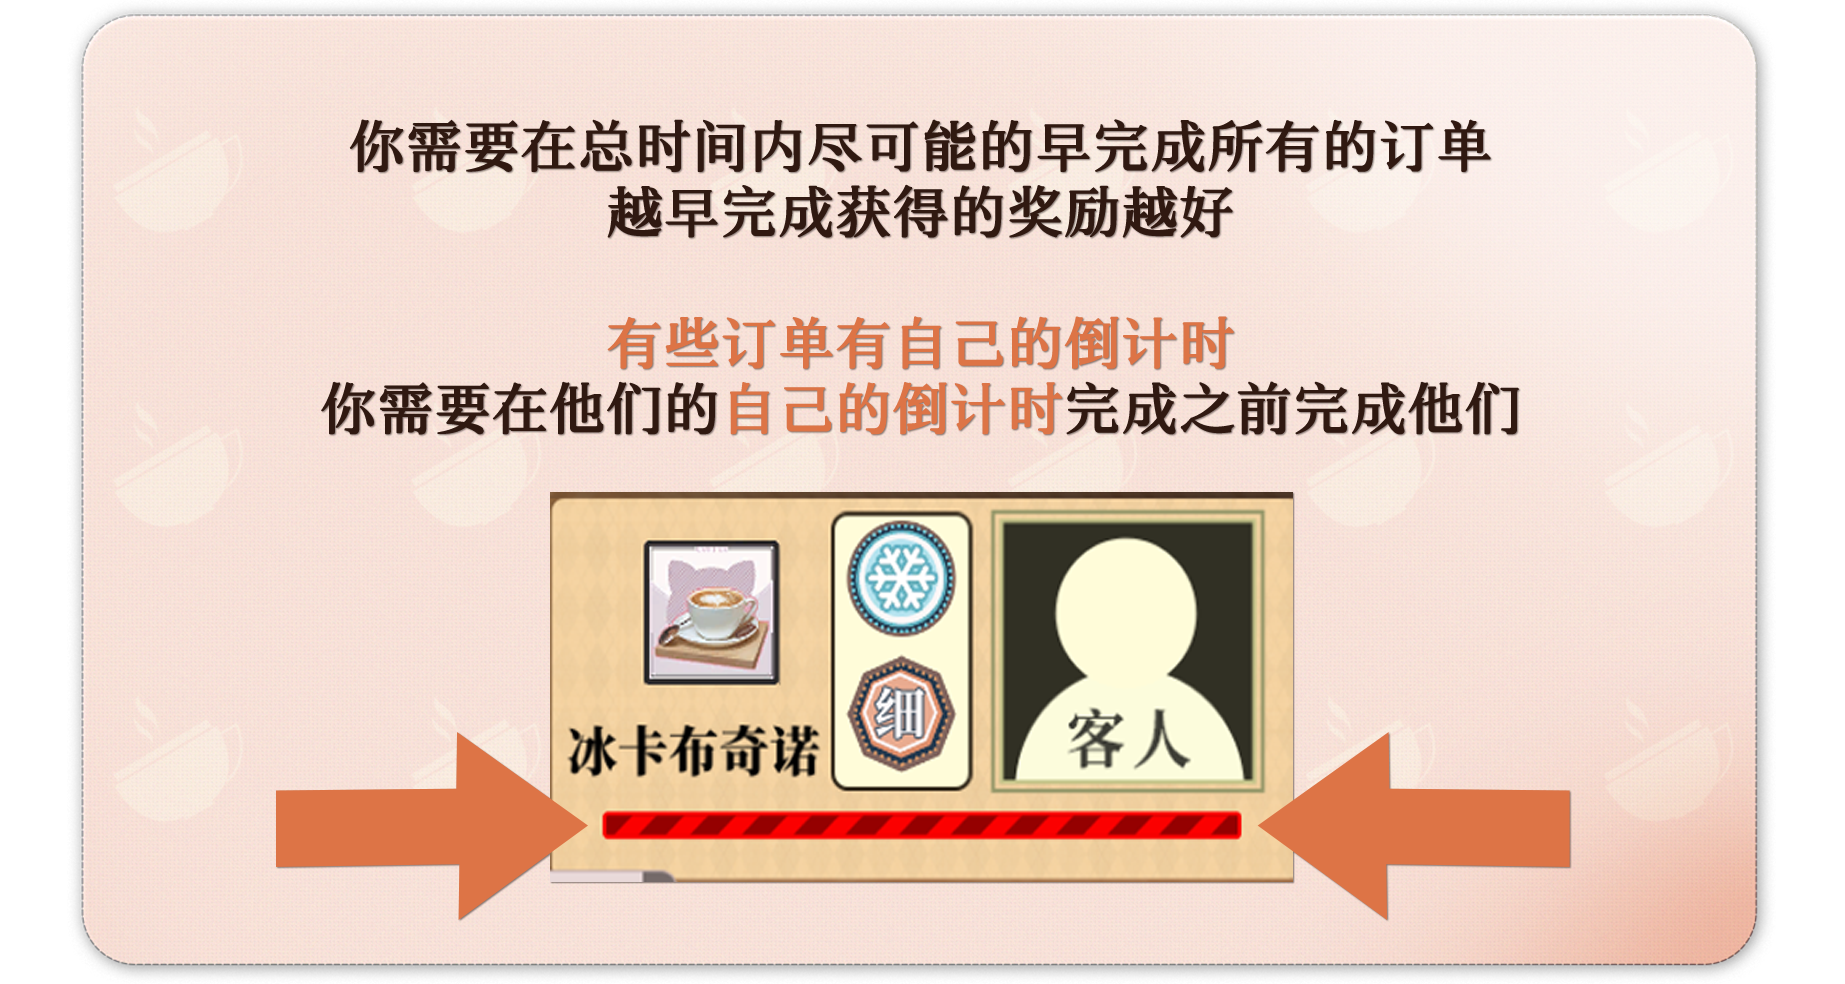 你需要在总时间内尽可能的早完成所有的订单
越早完成获得的奖励越好
有些订单有自己的倒计时
你需要在他们的自己的倒计时完成之前完成他们
冰卡布奇诺
细
客人